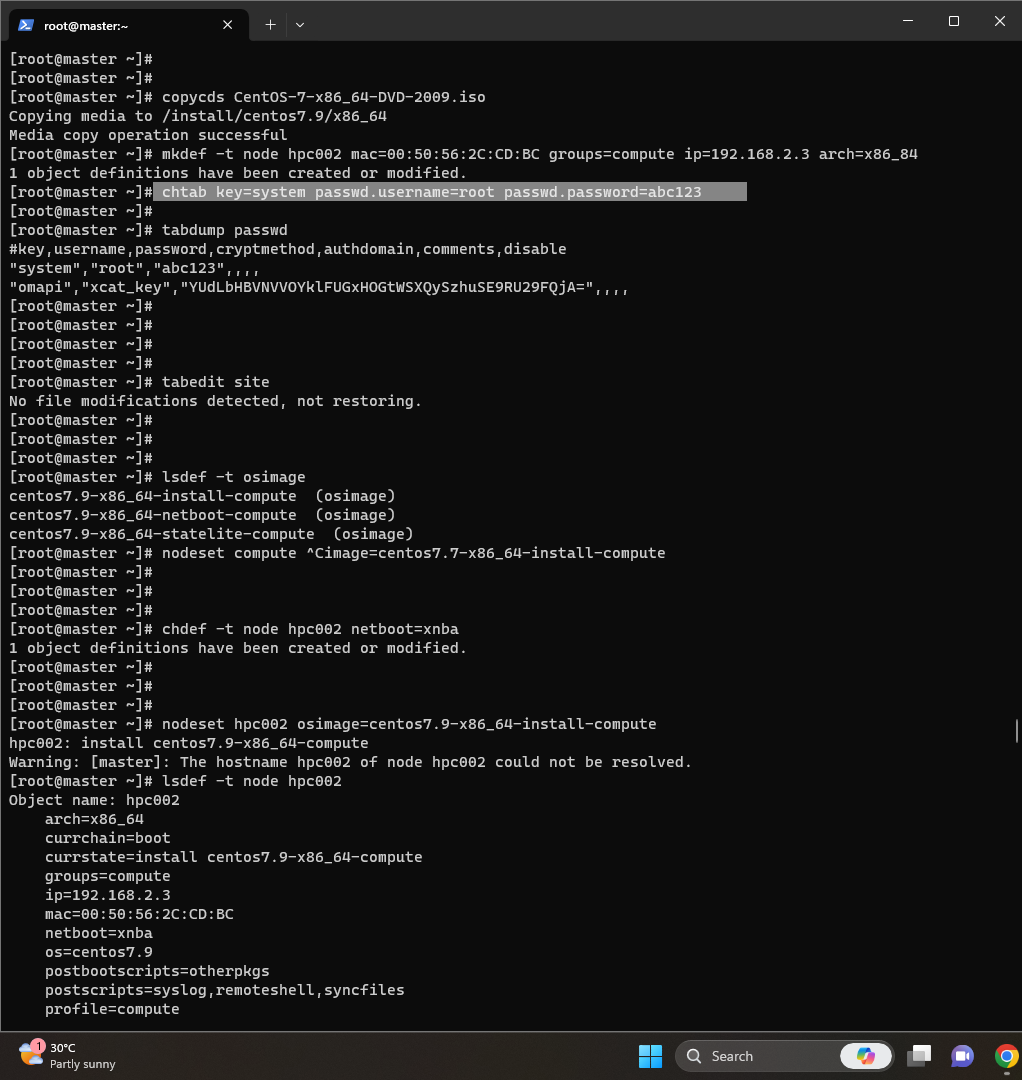 root@master:~
[root@master ~]#
[root@master ~]#
[root@master ~]# copycds CentOS-7-x86_64-DVD-2009.iso
Copying media to /install/centos7.9/x86_64
Media copy operation successful
[root@master ~]# mkdef -t node hpc002 mac=00:50:56:2C:CD:BC groups=compute ip=192.168.2.3 arch=x86_84
1 object definitions have been created or modified.
[root@master ~]# chtab key=system passwd.username=root passwd.password=abc123
[root@master ~]#
[root@master ~]# tabdump passwd
#key,username,password,cryptmethod,authdomain,comments,disable
"system","root","abc123",,,,
"omapi","xcat_key","YUdLbHBVNVVOYklFUGxHOGtWSXQySzhuSE9RU29FQjA=",,,,
[root@master ~]#
[root@master ~]#
[root@master ~]#
[root@master ~]#
[root@master ~]# tabedit site
No file modifications detected, not restoring.
[root@master ~]#
[root@master ~]#
[root@master ~]#
[root@master ~]# lsdef -t osimage
centos7.9-x86_64-install-compute  (osimage)
centos7.9-x86_64-netboot-compute  (osimage)
centos7.9-x86_64-statelite-compute  (osimage)
[root@master ~]# nodeset compute ^Cimage=centos7.7-x86_64-install-compute
[root@master ~]#
[root@master ~]#
[root@master ~]#
[root@master ~]# chdef -t node hpc002 netboot=xnba
1 object definitions have been created or modified.
[root@master ~]#
[root@master ~]#
[root@master ~]#
[root@master ~]# nodeset hpc002 osimage=centos7.9-x86_64-install-compute
hpc002: install centos7.9-x86_64-compute
Warning: [master]: The hostname hpc002 of node hpc002 could not be resolved.
[root@master ~]# lsdef -t node hpc002
Object name: hpc002
    arch=x86_64
    currchain=boot
    currstate=install centos7.9-x86_64-compute
    groups=compute
    ip=192.168.2.3
    mac=00:50:56:2C:CD:BC
    netboot=xnba
    os=centos7.9
    postbootscripts=otherpkgs
    postscripts=syslog,remoteshell,syncfiles
    profile=compute
1
30°C
Partly sunny
Search